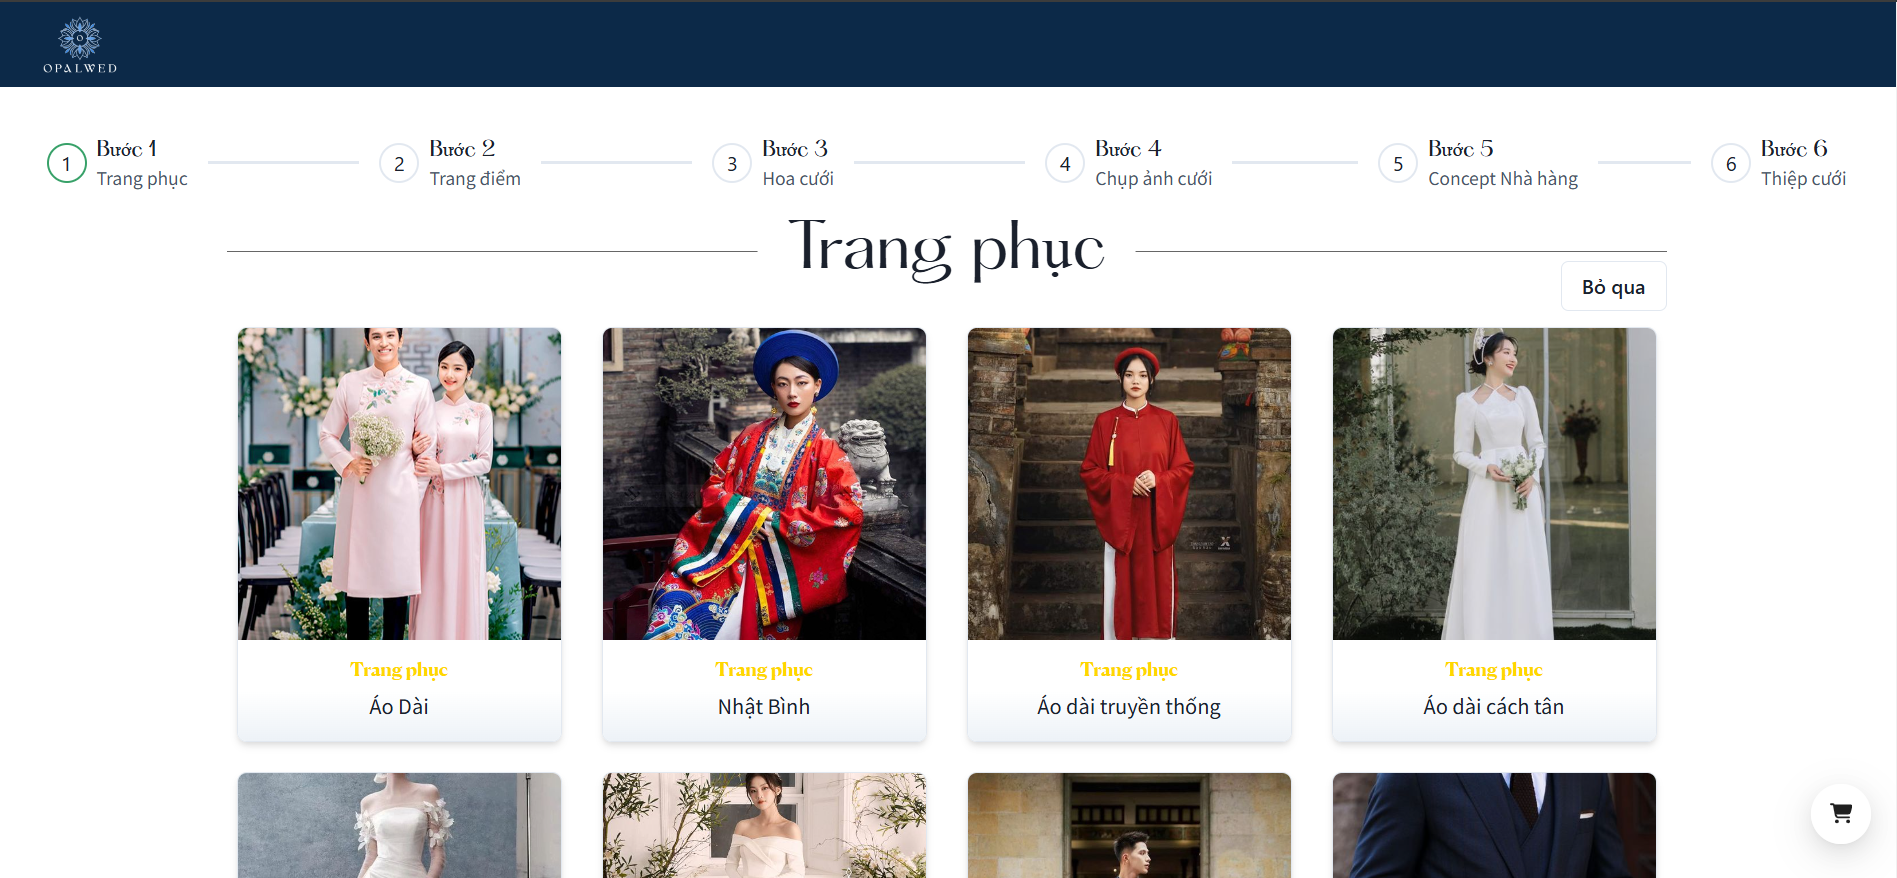 OPALWED
1
Bước 1
Trang phục
2
Bước 2
Trang điểm
3
Bước 3
Hoa cưới
4
Bước 4
Chụp ảnh cưới
5
Bước 5
Concept Nhà hàng
6
Bước 6
Thiệp cưới
Trang phục
Bỏ qua
Trang phục
Áo Dài
Trang phục
Nhật Bình
Trang phục
Áo dài truyền thống
Trang phục
Áo dài cách tân